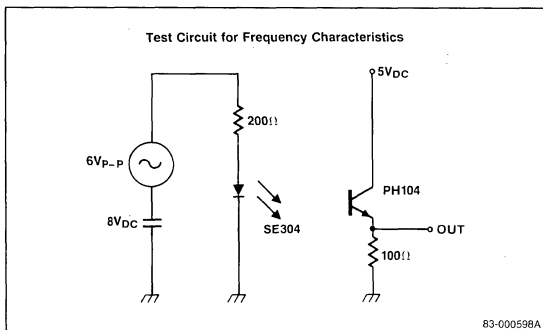 Test Circuit for Frequency Characteristics
5VDC
200Ω
6VP–P
PH104
8VDC
SE304
OUT
100Ω
83-000598A